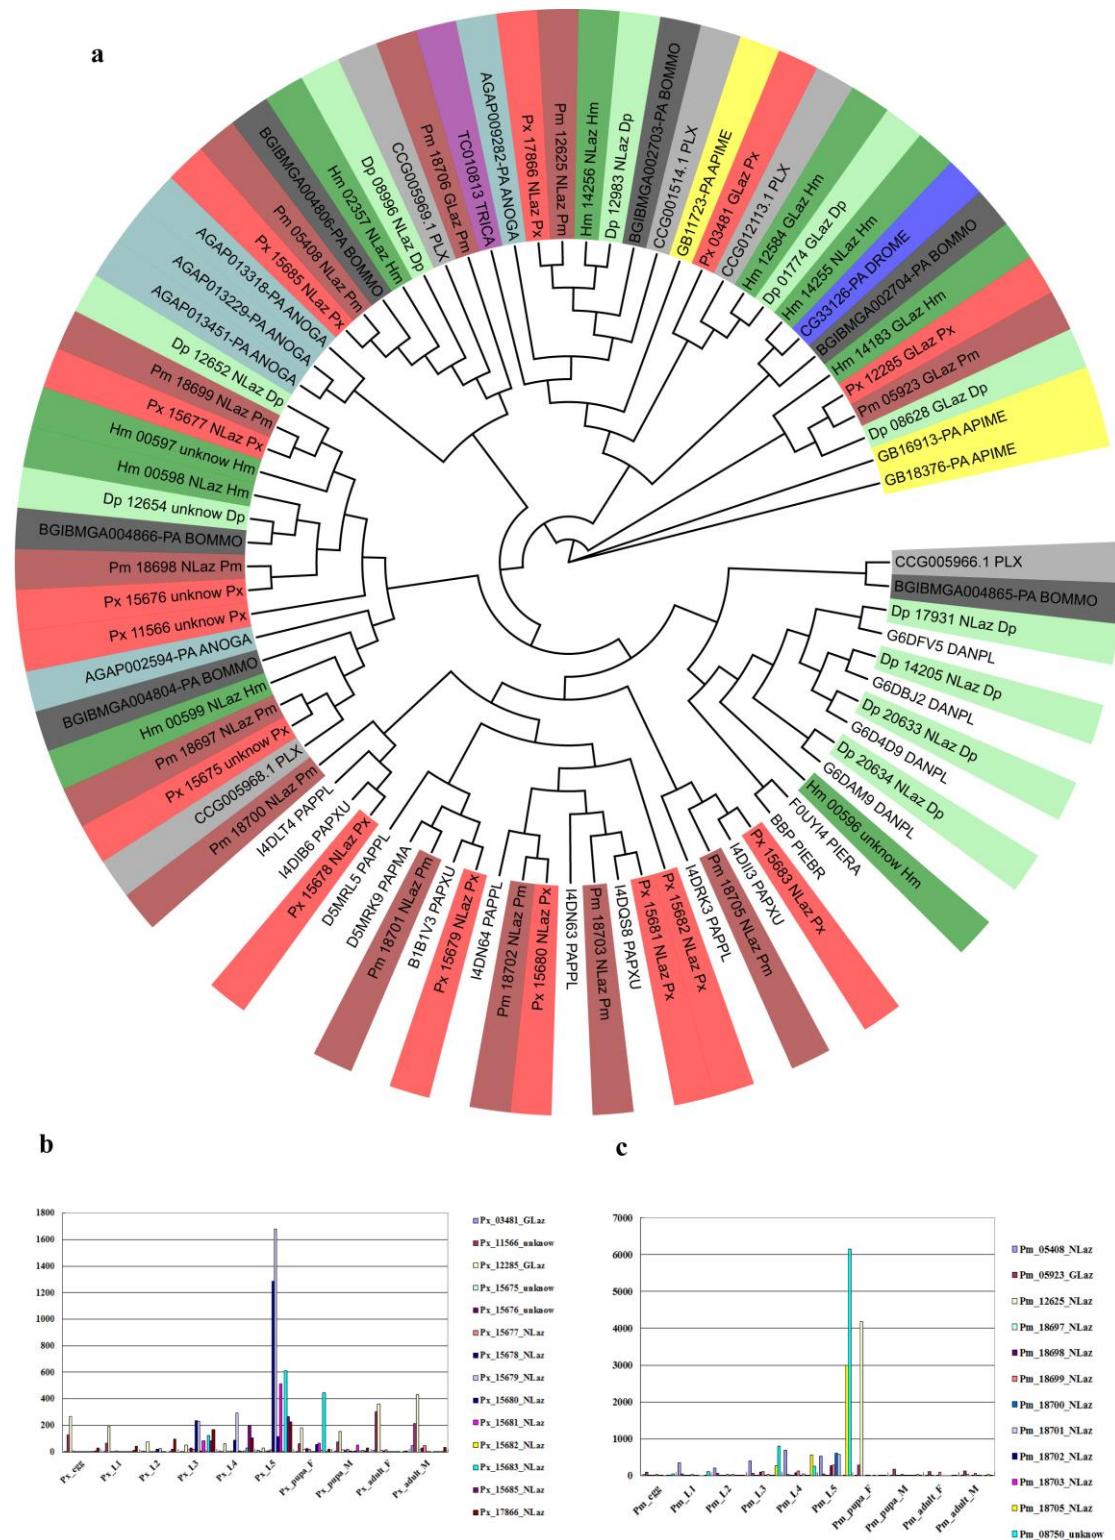 a
CCG005969.1 PLX
Pm 18706 GLaz Pm
TC010813 TRICA
AGAP009282-PA ANOGA
Px 17866 NLaz Px
Pm 12625 NLaz Pm
Hm 14256 NLaz Hm
Dp 12983 NLaz Dp
BGIBMGA002703-PA BOMMO
CCG001514.1 PLX
GB11723-PA APIME
Px 03481 GLaz Px
CCG012113.1 PLX
Hm 12584 GLaz Hm
Dp 01774 GLaz Dp
Hm 14255 NLaz Hm
CG33126-PA DROME
BGIBMGA002704-PA BOMMO
Hm 14183 GLaz Hm
Px 12285 GLaz Px
Pm 05923 GLaz Pm
Dp 08628 GLaz Dp
GB16913-PA APIME
GB18376-PA APIME
CCG005966.1 PLX
BGIBMGA004865-PA BOMMO
Dp 17931 NLaz Dp
G6DFV5 DANPL
Dp 14205 NLaz Dp
G6DBJ2 DANPL
Dp 20633 NLaz Dp
G6D4D9 DANPL
Dp 20634 NLaz Dp
G6DAM9 DANPL
Hm 00596 unknow Hm
F0UYI4 PIERA
BBP PIEBR
Px 15683 NLaz Px
I4DII3 PAPXU
Pm 18705 NLaz Pm
I4DRK3 PAPPL
Px 15682 NLaz Px
Px 15681 NLaz Px
I4DQS8 PAPXU
Pm 18703 NLaz Pm
I4DN63 PAPPL
Px 15680 NLaz Px
Pm 18702 NLaz Pm
I4DN64 PAPPL
Px 15679 NLaz Px
B1B1V3 PAPXU
Pm 18701 NLaz Pm
D5MRK9 PAPMA
D5MRL5 PAPPL
Px 15678 NLaz Px
I4DIB6 PAPXU
I4DLT4 PAPPL
Pm 18700 NLaz Pm
CCG005968.1 PLX
Px 15675 unknow Px
Pm 18697 NLaz Pm
Hm 00599 NLaz Hm
BGIBMGA004804-PA BOMMO
AGAP002594-PA ANOGA
Px 11566 unknow Px
Px 15676 unknow Px
Pm 18698 NLaz Pm
BGIBMGA004866-PA BOMMO
Dp 12654 unknow Dp
Hm 00598 NLaz Hm
Hm 00597 unknow Hm
Px 15677 NLaz Px
Pm 18699 NLaz Pm
Dp 12652 NLaz Dp
AGAP013451-PA ANOGA
AGAP013229-PA ANOGA
AGAP013318-PA ANOGA
Px 15685 NLaz Px
Pm 05408 NLaz Pm
BGIBMGA004806-PA BOMMO
Hm 02357 NLaz Hm
Dp 08996 NLaz Dp
b
1800
1600
1400
1200
1000
800
600
400
200
0
Px_egg
Px_L1
Px_L2
Px_L3
Px_L4
Px_L5
Px_pupa_F
Px_pupa_M
Px_adult_F
Px_adult_M
Px_03481_GLaz
Px_11566_unknow
Px_12285_GLaz
Px_15675_unknow
Px_15676_unknow
Px_15677_NLaz
Px_15678_NLaz
Px_15679_NLaz
Px_15680_NLaz
Px_15681_NLaz
Px_15682_NLaz
Px_15683_NLaz
Px_15685_NLaz
Px_17866_NLaz
c
7000
6000
5000
4000
3000
2000
1000
0
Pm_egg
Pm_L1
Pm_L2
Pm_L3
Pm_L4
Pm_L5
Pm_pupa_F
Pm_pupa_M
Pm_adult_F
Pm_adult_M
Pm_05408_NLaz
Pm_05923_GLaz
Pm_12625_NLaz
Pm_18697_NLaz
Pm_18698_NLaz
Pm_18699_NLaz
Pm_18700_NLaz
Pm_18701_NLaz
Pm_18702_NLaz
Pm_18703_NLaz
Pm_18705_NLaz
Pm_08750_unknow